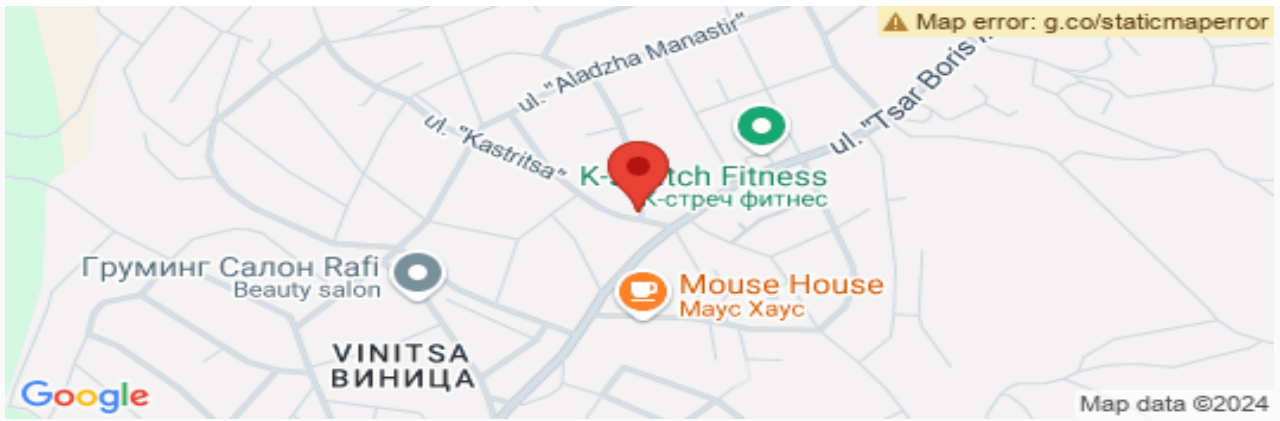 Map error: g.co/staticmaperror
ul. "Aladzha Manastir"
ul. "Tsar Boris
ul. "Kastritsa"
tch Fitness
К-стреч фитнес
Груминг Салон Rafi
Beauty salon
Mouse House
Маус Хаус
VINITSA
ВИНИЦА
Google
Map data ©2024